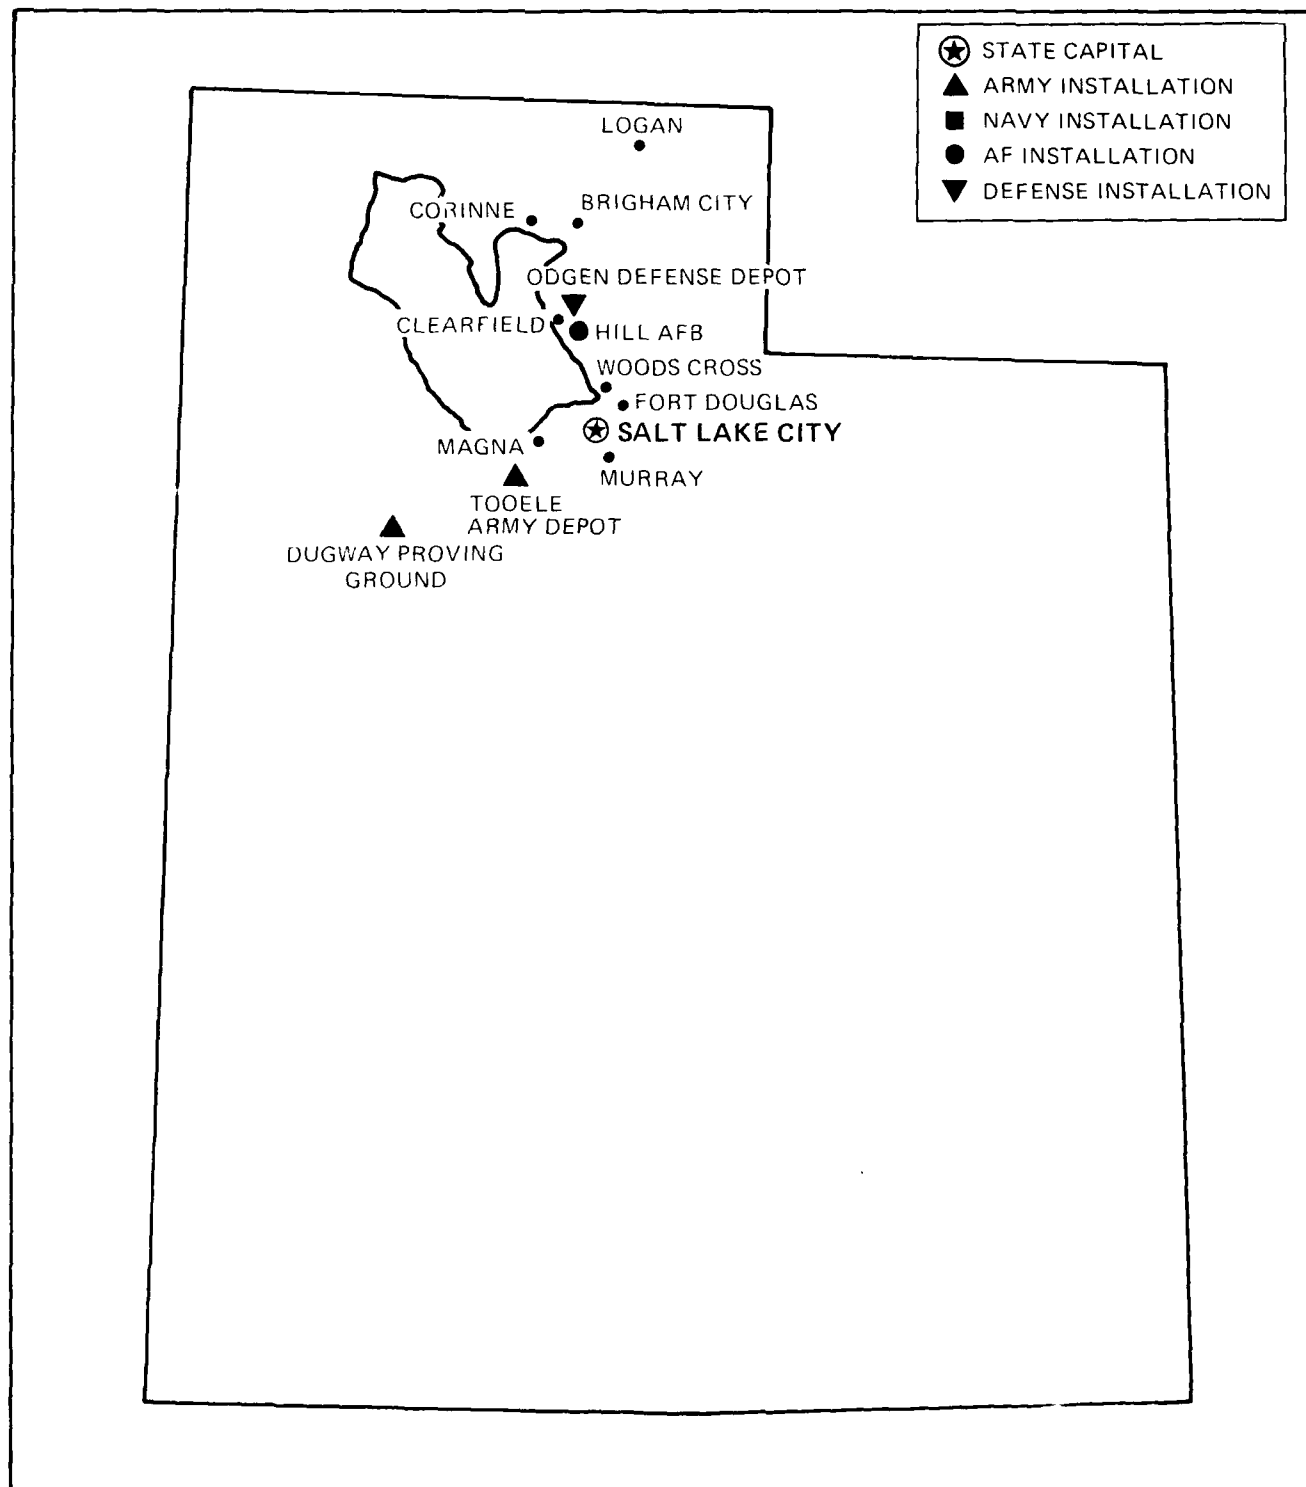 STATE CAPITAL
ARMY INSTALLATION
NAVY INSTALLATION
AF INSTALLATION
DEFENSE INSTALLATION
LOGAN
CORINNE
BRIGHAM CITY
ODGEN DEFENSE DEPOT
CLEARFIELD
HILL AFB
WOODS CROSS
FORT DOUGLAS
SALT LAKE CITY
MAGNA
MURRAY
TOOELE
ARMY DEPOT
DUGWAY PROVING
GROUND